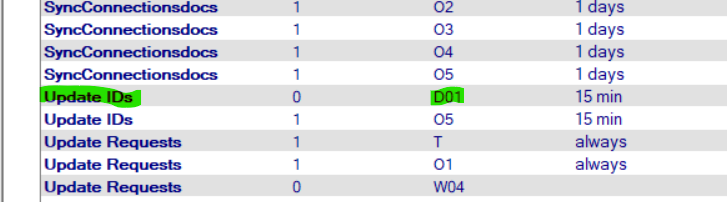 SyncConnectionsdocs 1 O2 1 days
SyncConnectionsdocs 1 O3 1 days
SyncConnectionsdocs 1 O4 1 days
SyncConnectionsdocs 1 O5 1 days
Update IDs 0 D01 15 min
Update IDs 1 O5 15 min
Update Requests 1 T always
Update Requests 1 O1 always
Update Requests 0 W04